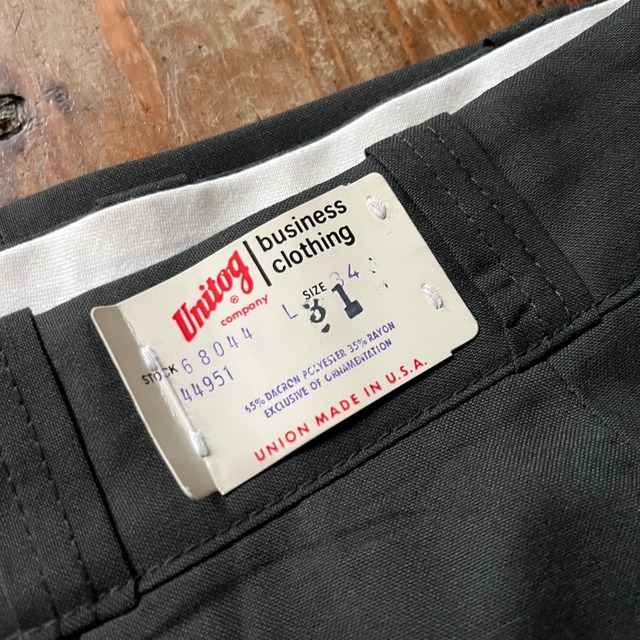 Unitog®
company
business
clothing
STOCK 68044 L SIZE 31
44951
65% DACRON POLYESTER 35% RAYON
EXCLUSIVE OF ORNAMENTATION
UNION MADE IN U.S.A.